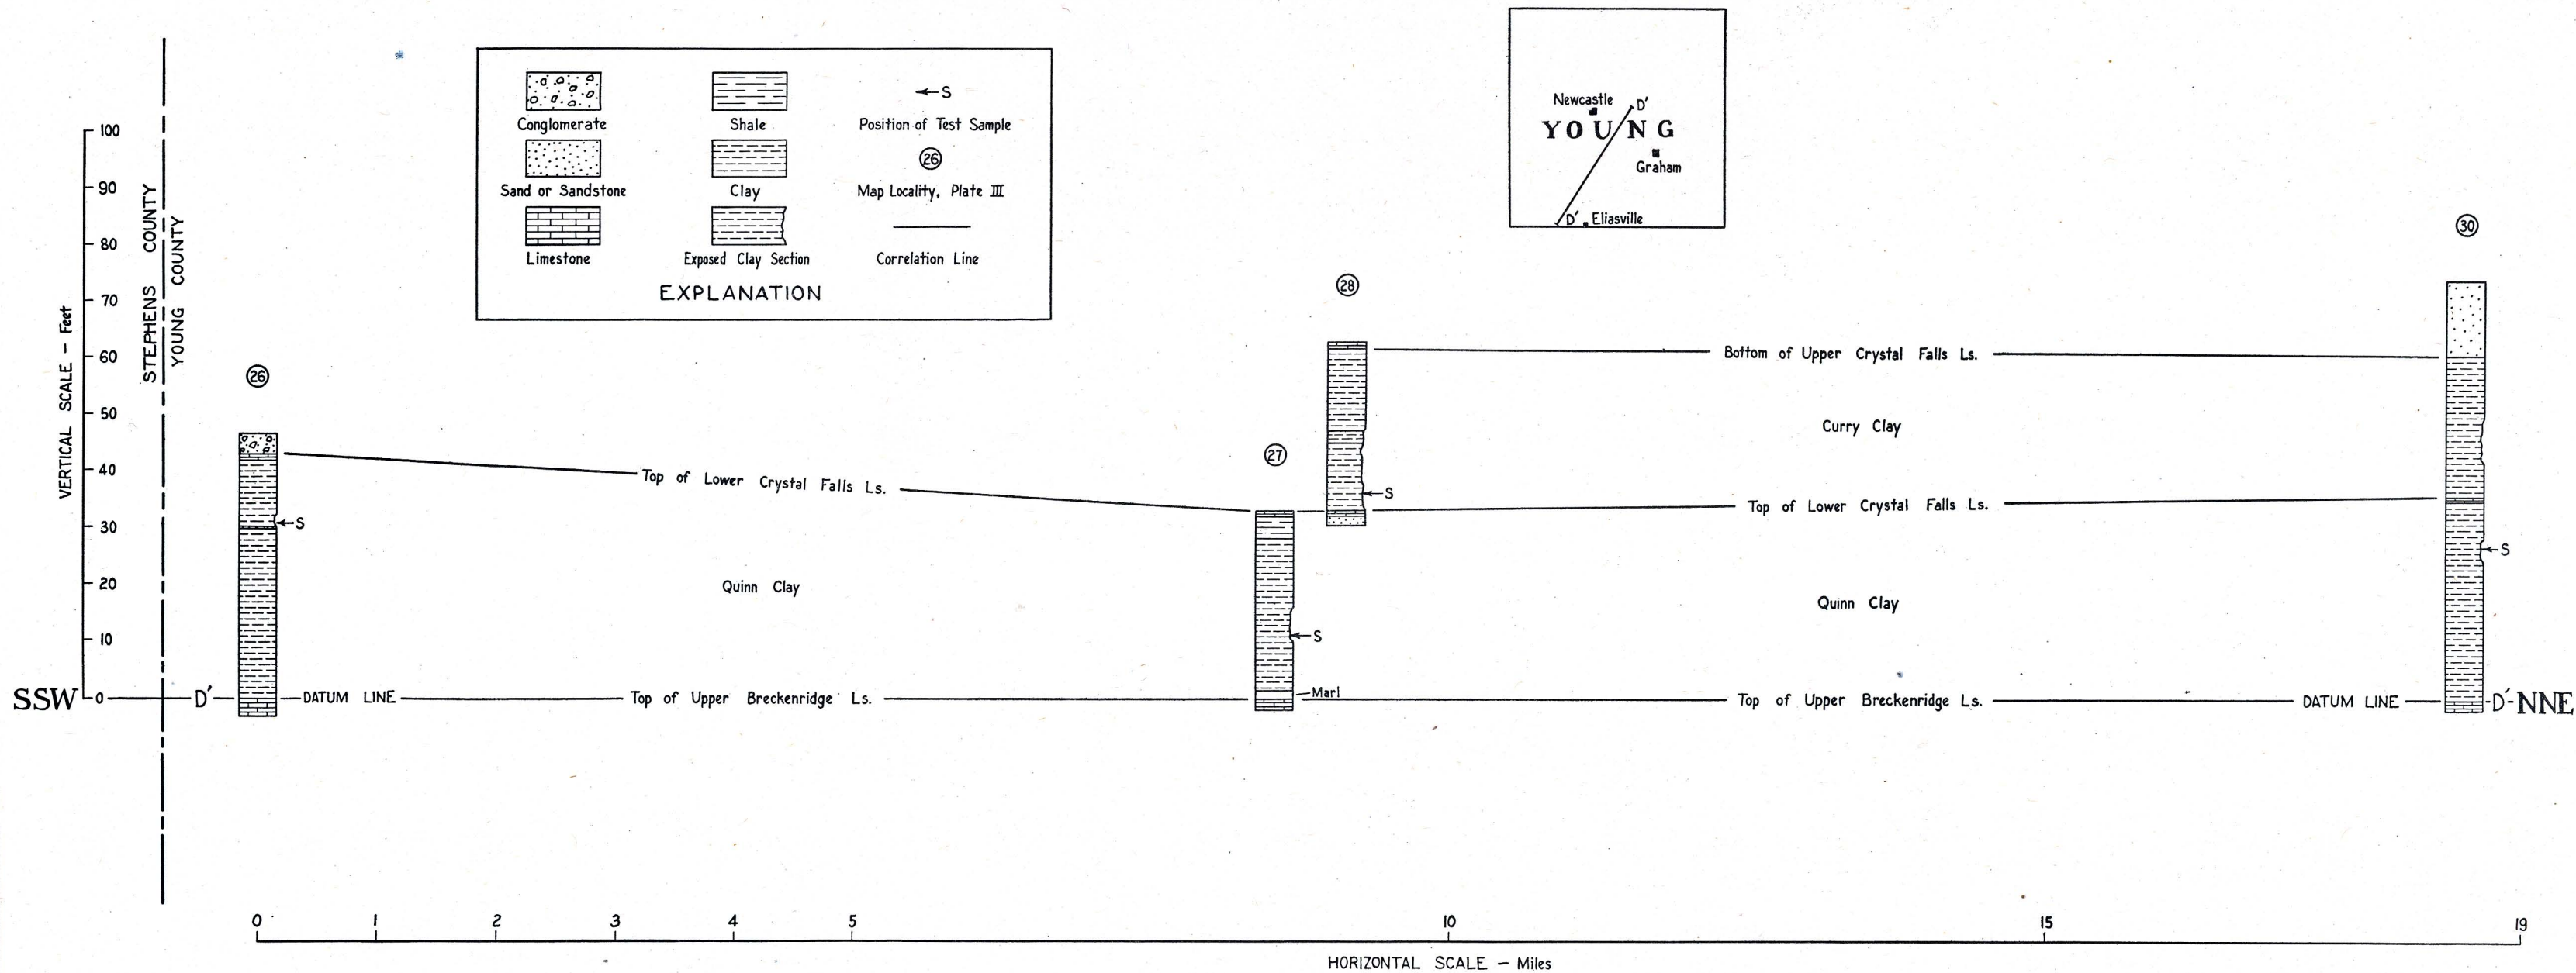 Newcastle
D'
YOUNG
Graham
D' Eliasville
←S
Conglomerate
Shale
Position of Test Sample
26
Sand or Sandstone
Clay
Map Locality, Plate III
Limestone
Exposed Clay Section
Correlation Line
EXPLANATION
VERTICAL SCALE – Feet
100
90
80
70
60
50
40
30
20
10
0
STEPHENS COUNTY
YOUNG COUNTY
26
27
28
30
Bottom of Upper Crystal Falls Ls.
Curry Clay
Top of Lower Crystal Falls Ls.
Top of Lower Crystal Falls Ls.
←S
←S
←S
←S
Quinn Clay
Quinn Clay
Marl
SSW
D'
DATUM LINE
Top of Upper Breckenridge Ls.
Top of Upper Breckenridge Ls.
DATUM LINE
D'
NNE
0 1 2 3 4 5 10 15 19
HORIZONTAL SCALE – Miles